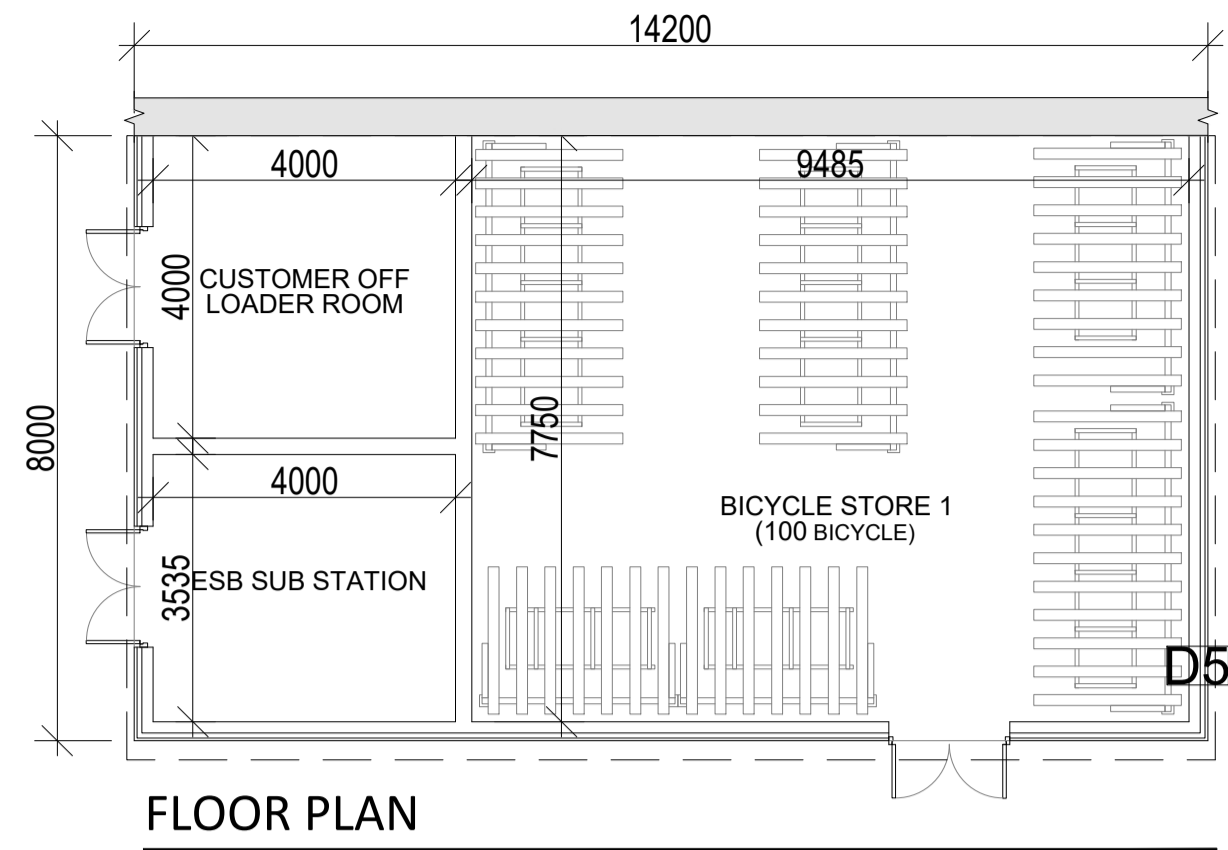 14200
4000
9485
4000
CUSTOMER OFF
LOADER ROOM
8000
7750
4000
BICYCLE STORE 1
(100 BICYCLE)
3535
ESB SUB STATION
D5
FLOOR PLAN